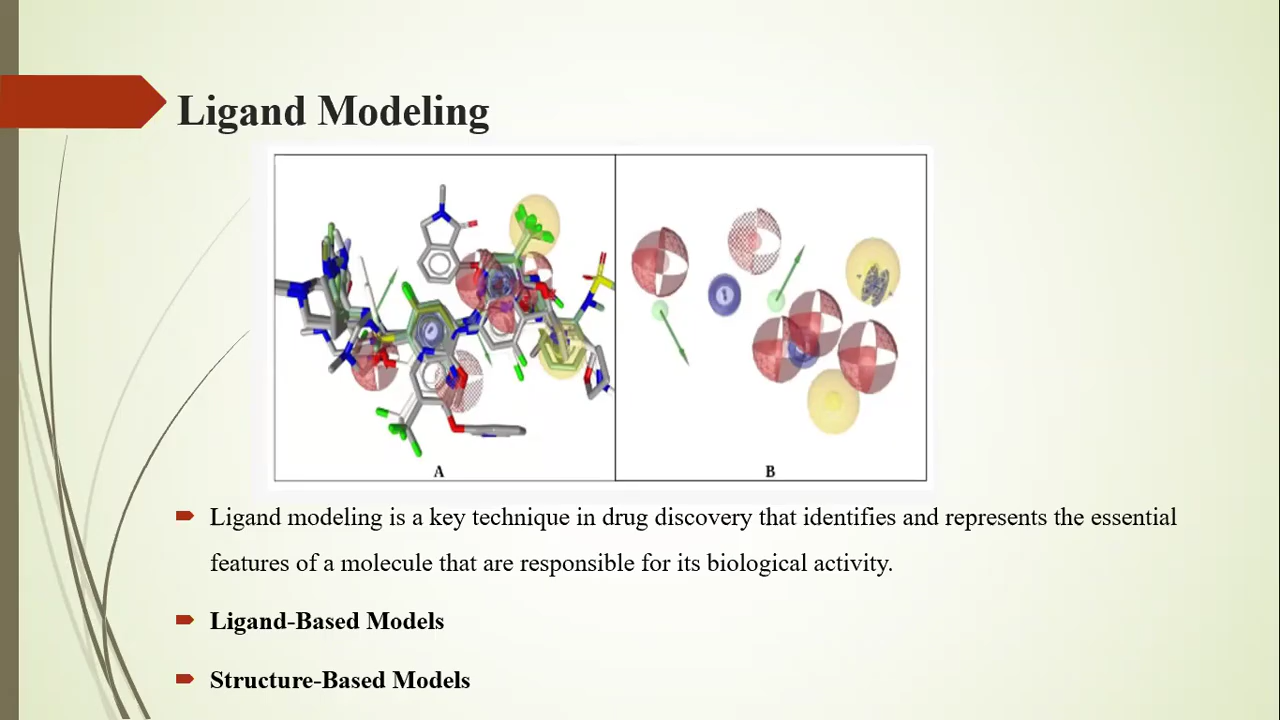 Ligand Modeling
A
B
Ligand modeling is a key technique in drug discovery that identifies and represents the essential
features of a molecule that are responsible for its biological activity.
Ligand-Based Models
Structure-Based Models